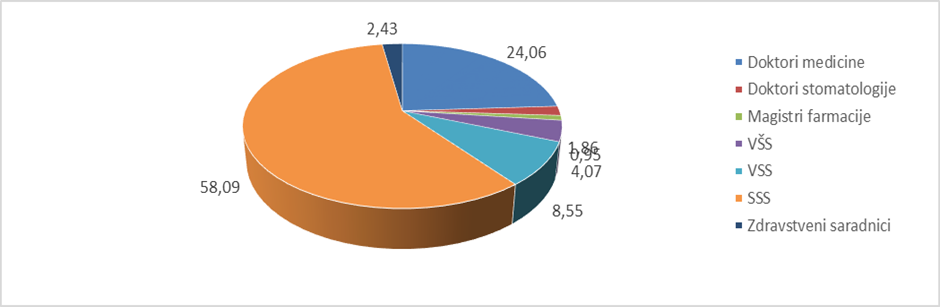 2,43
24,06
1,86
0,95
4,07
8,55
58,09
Doktori medicine
Doktori stomatologije
Magistri farmacije
VŠS
VSS
SSS
Zdravstveni saradnici